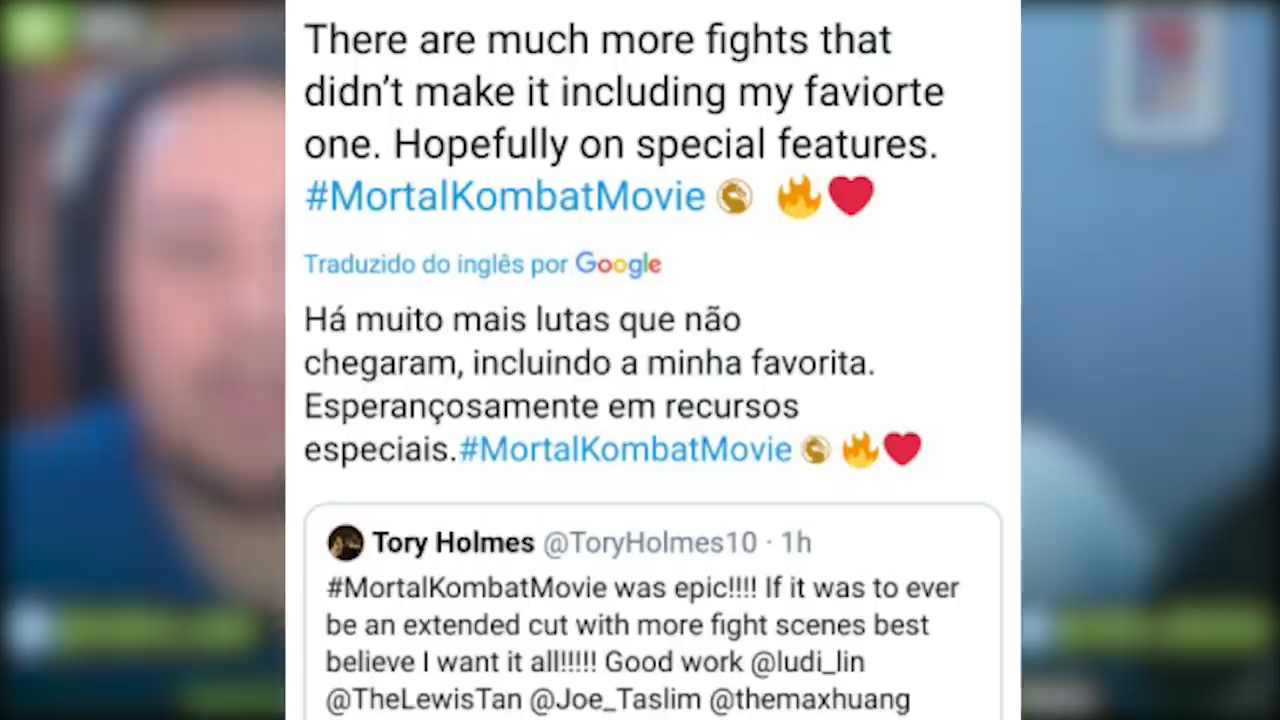 There are much more fights that
didn’t make it including my faviorte
one. Hopefully on special features.
#MortalKombatMovie
Traduzido do inglês por Google
Há muito mais lutas que não
chegaram, incluindo a minha favorita.
Esperançosamente em recursos
especiais.#MortalKombatMovie
Tory Holmes @ToryHolmes10 · 1h
#MortalKombatMovie was epic!!!! If it was to ever
be an extended cut with more fight scenes best
believe I want it all!!!!! Good work @ludi_lin
@TheLewisTan @Joe_Taslim @themaxhuang